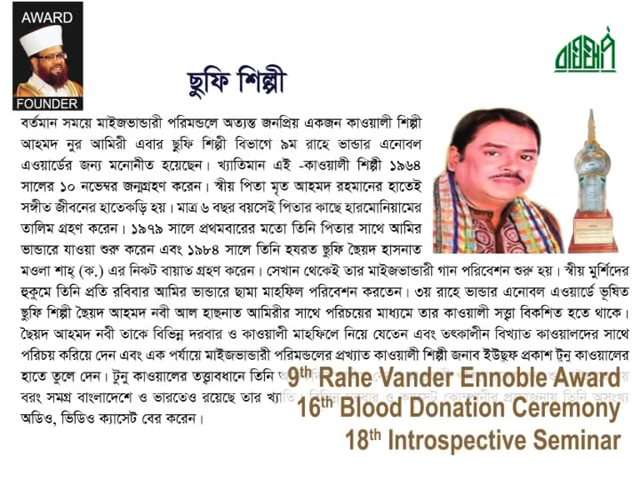 AWARD
FOUNDER
রাহে ভান্ডার
ছুফি শিল্পী
বর্তমান সময়ে মাইজভান্ডারী পরিমন্ডলে অত্যন্ত জনপ্রিয় একজন কাওয়ালী শিল্পী
আহমদ নুর আমিরী এবার ছুফি শিল্পী বিভাগে ৯ম রাহে ভান্ডার এনোবল
এওয়ার্ডের জন্য মনোনীত হয়েছেন। খ্যাতিমান এই -কাওয়ালী শিল্পী ১৯৬৪
সালের ১০ নভেম্বর জন্মগ্রহণ করেন। স্বীয় পিতা মৃত আহমদ রহমানের হাতেই
সঙ্গীত জীবনের হাতেকড়ি হয়। মাত্র ৬ বছর বয়সেই পিতার কাছে হারমোনিয়ামের
তালিম গ্রহণ করেন। ১৯৭৯ সালে প্রথমবারের মতো তিনি পিতার সাথে আমির
ভান্ডারে যাওয়া শুরু করেন এবং ১৯৮৪ সালে তিনি হযরত ছুফি ছৈয়দ হাসনাত
মওলা শাহ্ (ক.) এর নিকট বায়াত গ্রহণ করেন। সেখান থেকেই তার মাইজভান্ডারী গান পরিবেশন শুরু হয়। স্বীয় মুর্শিদের
হুকুমে তিনি প্রতি রবিবার আমির ভান্ডারে ছামা মাহফিল পরিবেশন করতেন। ৩য় রাহে ভান্ডার এনোবল এওয়ার্ডে ভূষিত
ছুফি শিল্পী ছৈয়দ আহমদ নবী আল হাছনাত আমিরীর সাথে পরিচয়ের মাধ্যমে তার কাওয়ালী সত্ত্বা বিকশিত হতে থাকে।
ছৈয়দ আহমদ নবী তাকে বিভিন্ন দরবার ও কাওয়ালী মাহফিলে নিয়ে যেতেন এবং তৎকালীন বিখ্যাত কাওয়ালদের সাথে
পরিচয় করিয়ে দেন এবং এক পর্যায়ে মাইজভান্ডারী পরিমন্ডলের প্রখ্যাত কাওয়ালী শিল্পী জনাব ইউছুফ প্রকাশ টুনু কাওয়ালের
হাতে তুলে দেন। টুনু কাওয়ালের তত্ত্বাবধানে তিনি
বরং সমগ্র বাংলাদেশে ও ভারতেও রয়েছে তার খ্যাতি। দরবার ও ক্যাসেট কোম্পানীর প্রযোজনায় তিনি অসংখ্য
অডিও, ভিডিও ক্যাসেট বের করেন।
9th Rahe Vander Ennoble Award
16th Blood Donation Ceremony
18th Introspective Seminar